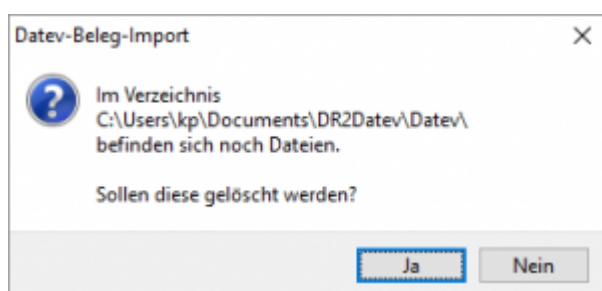 Datev-Beleg-Import
Im Verzeichnis
C:\Users\kp\Documents\DR2Datev\Datev\
befinden sich noch Dateien.
Sollen diese gelöscht werden?
Ja
Nein